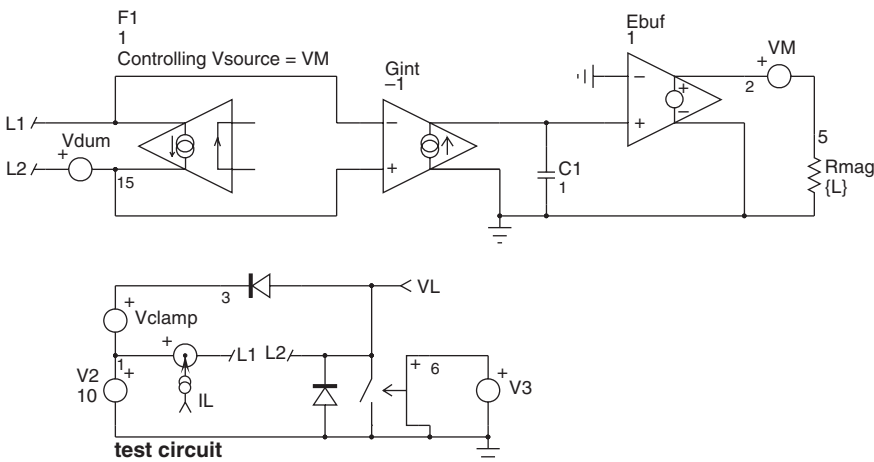 F1
1
Controlling Vsource = VM
Gint
–1
Ebuf
1
VM
+
2
5
L1
Vdum
+
L2
15
−
+
−
+
+
−
C1
1
Rmag
{L}
3
VL
+
Vclamp
+
L1
L2
1
+
V2
10
IL
+
6
+
V3
test circuit